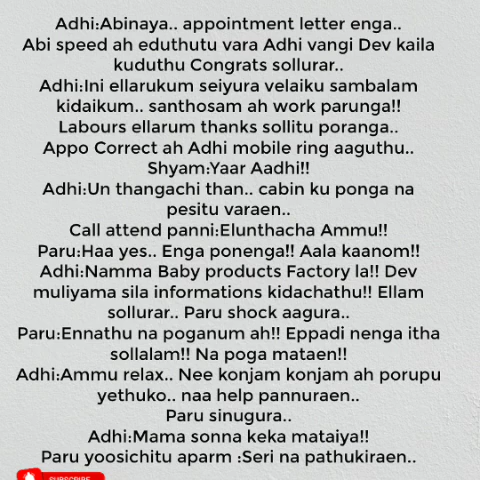 Adhi:Abinaya.. appointment letter enga..
Abi speed ah eduthutu vara Adhi vangi Dev kaila
kuduthu Congrats sollurar..
Adhi:Ini ellarukum seiyura velaiku sambalam
kidaikum.. santhosam ah work parunga!!
Labours ellarum thanks sollitu poranga..
Appo Correct ah Adhi mobile ring aaguthu..
Shyam:Yaar Aadhi!!
Adhi:Un thangachi than.. cabin ku ponga na
pesitu varaen..
Call attend panni:Elunthacha Ammu!!
Paru:Haa yes.. Enga ponenga!! Aala kaanom!!
Adhi:Namma Baby products Factory la!! Dev
muliyama sila informations kidachathu!! Ellam
sollurar.. Paru shock aagura..
Paru:Ennathu na poganum ah!! Eppadi nenga itha
sollalam!! Na poga mataen!!
Adhi:Ammu relax.. Nee konjam konjam ah porupu
yethuko.. naa help pannuraen..
Paru sinugura..
Adhi:Mama sonna keka mataiya!!
Paru yoosichitu aparm :Seri na pathukiraen..
SUBSCRIBE